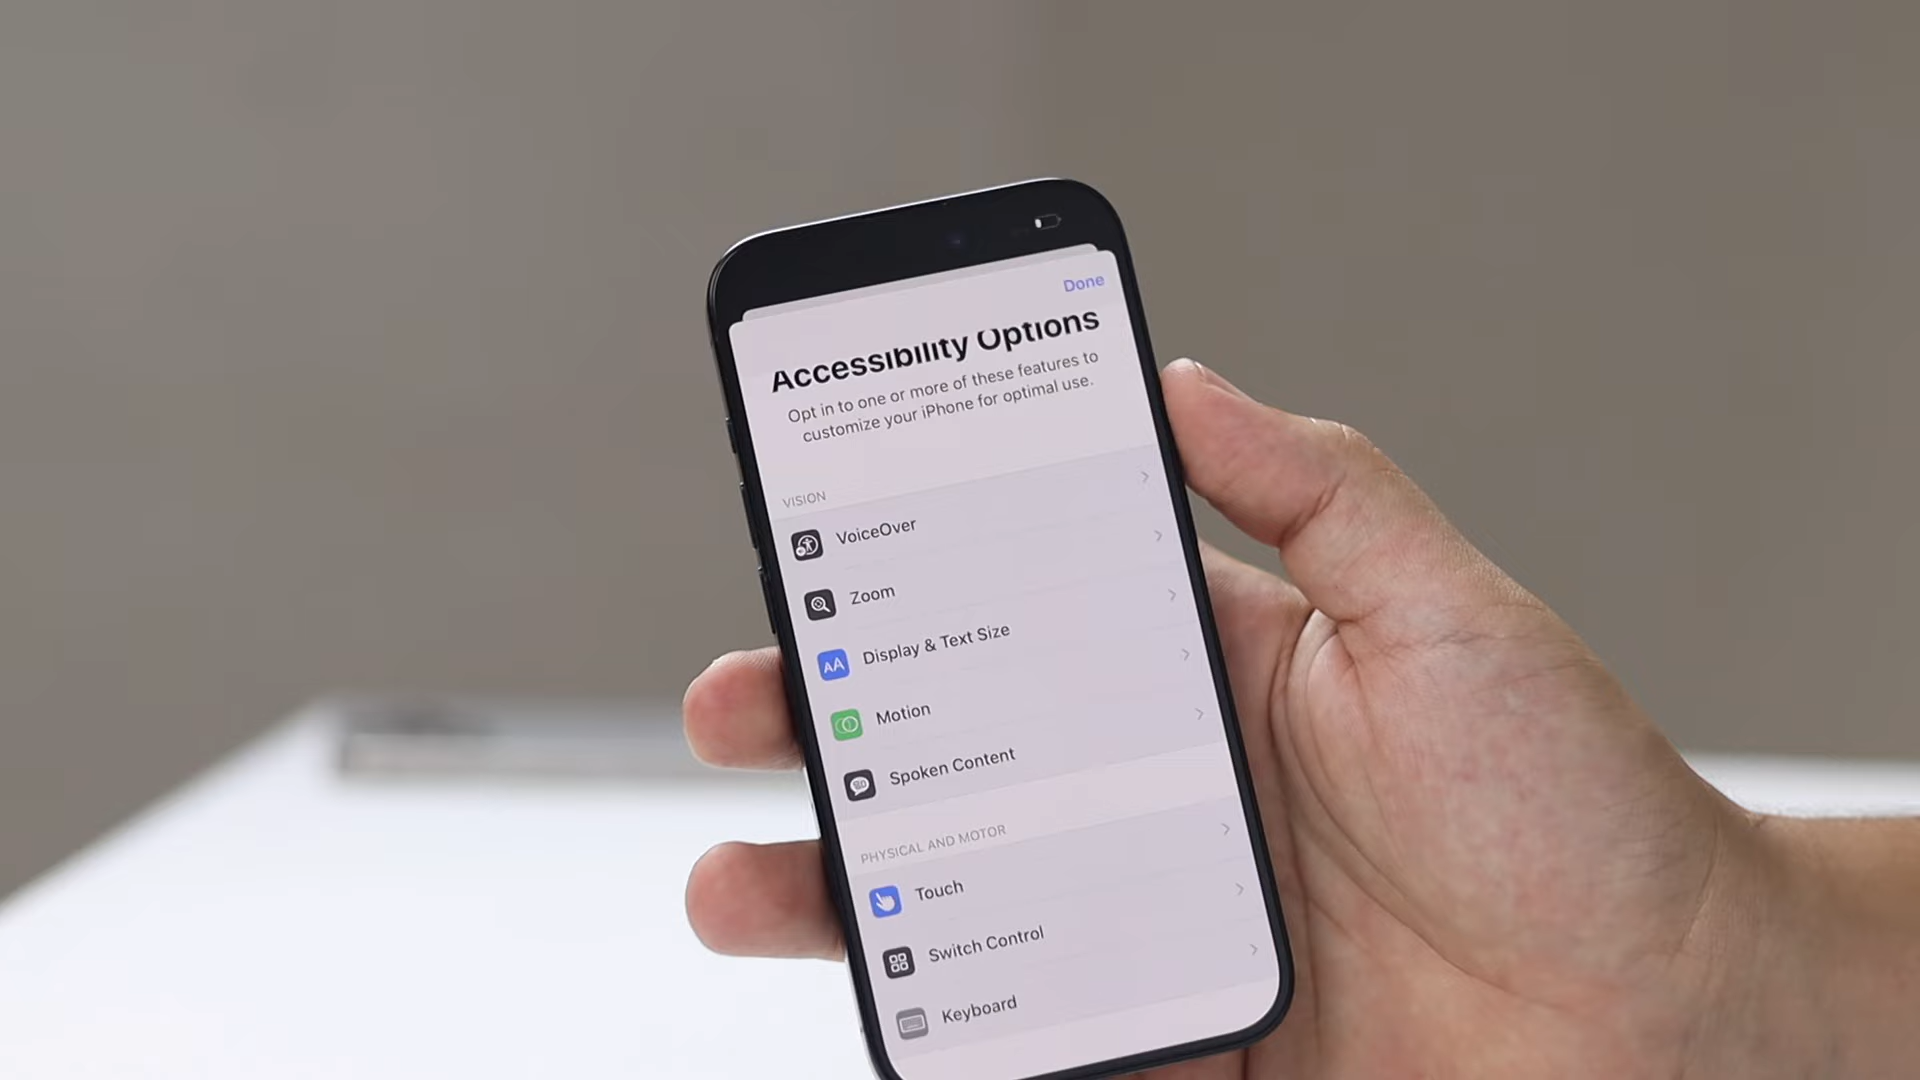 Done
Accessibility Options
Opt in to one or more of these features to
customize your iPhone for optimal use.
VISION
VoiceOver
Zoom
AA
Display & Text Size
Motion
Spoken Content
PHYSICAL AND MOTOR
Touch
Switch Control
Keyboard